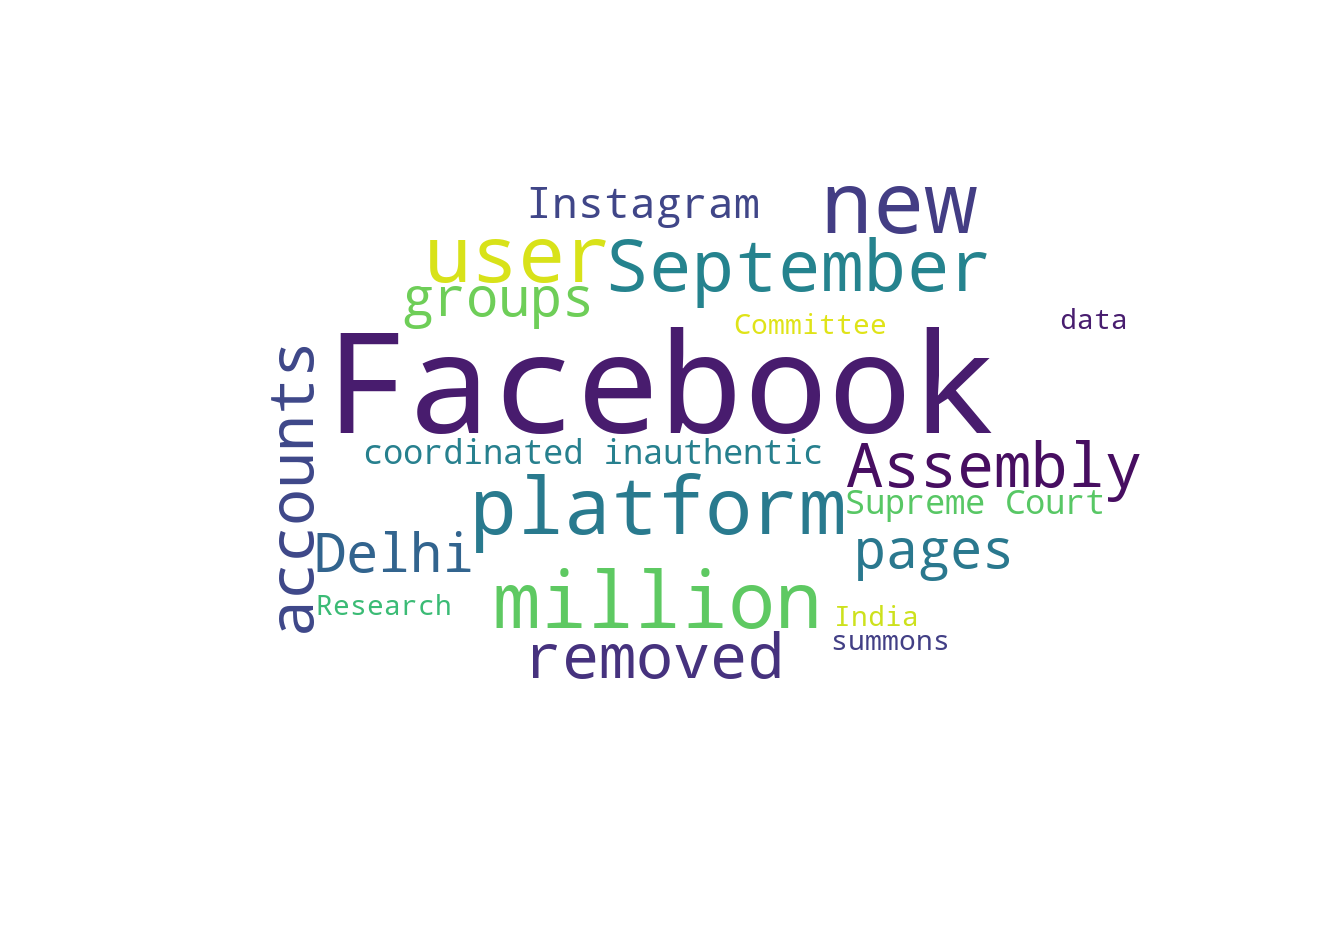 Instagram
new
user
September
groups
Committee
data
Facebook
accounts
coordinated inauthentic
Assembly
platform
Supreme Court
Delhi
pages
million
Research
India
removed
summons